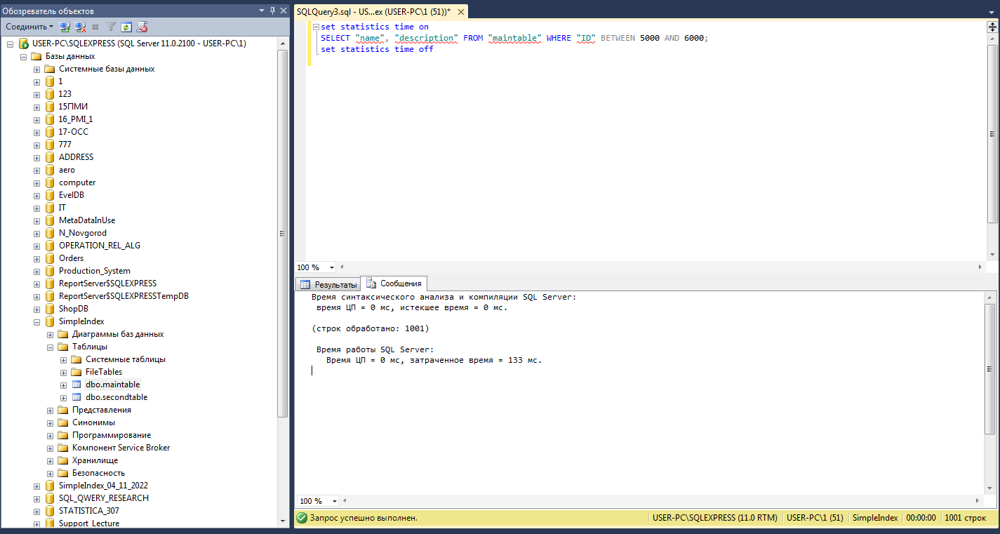 Обозреватель объектов
Соединить
USER-PC\SQLEXPRESS (SQL Server 11.0.2100 - USER-PC\1)
Базы данных
Системные базы данных
1
123
15ПМИ
16_PMI_1
17-ОСС
777
ADDRESS
aero
computer
EvelDB
IT
MetaDataInUse
N_Novgorod
OPERATION_REL_ALG
Orders
Production_System
ReportServer$SQLEXPRESS
ReportServer$SQLEXPRESSTempDB
ShopDB
SimpleIndex
Диаграммы баз данных
Таблицы
Системные таблицы
FileTables
dbo.maintable
dbo.secondtable
Представления
Синонимы
Программирование
Компонент Service Broker
Хранилище
Безопасность
SimpleIndex_04_11_2022
SQL_QWERY_RESEARCH
STATISTICA_307
Support_Lecture
SQLQuery3.sql - US...ex (USER-PC\1 (51))*
set statistics time on
SELECT "name", "description" FROM "maintable" WHERE "ID" BETWEEN 5000 AND 6000;
set statistics time off
100 %
Результаты
Сообщения
Время синтаксического анализа и компиляции SQL Server:
время ЦП = 0 мс, истекшее время = 0 мс.
(строк обработано: 1001)
Время работы SQL Server:
Время ЦП = 0 мс, затраченное время = 133 мс.
100 %
Запрос успешно выполнен.
USER-PC\SQLEXPRESS (11.0 RTM)
USER-PC\1 (51)
SimpleIndex
00:00:00
1001 строк